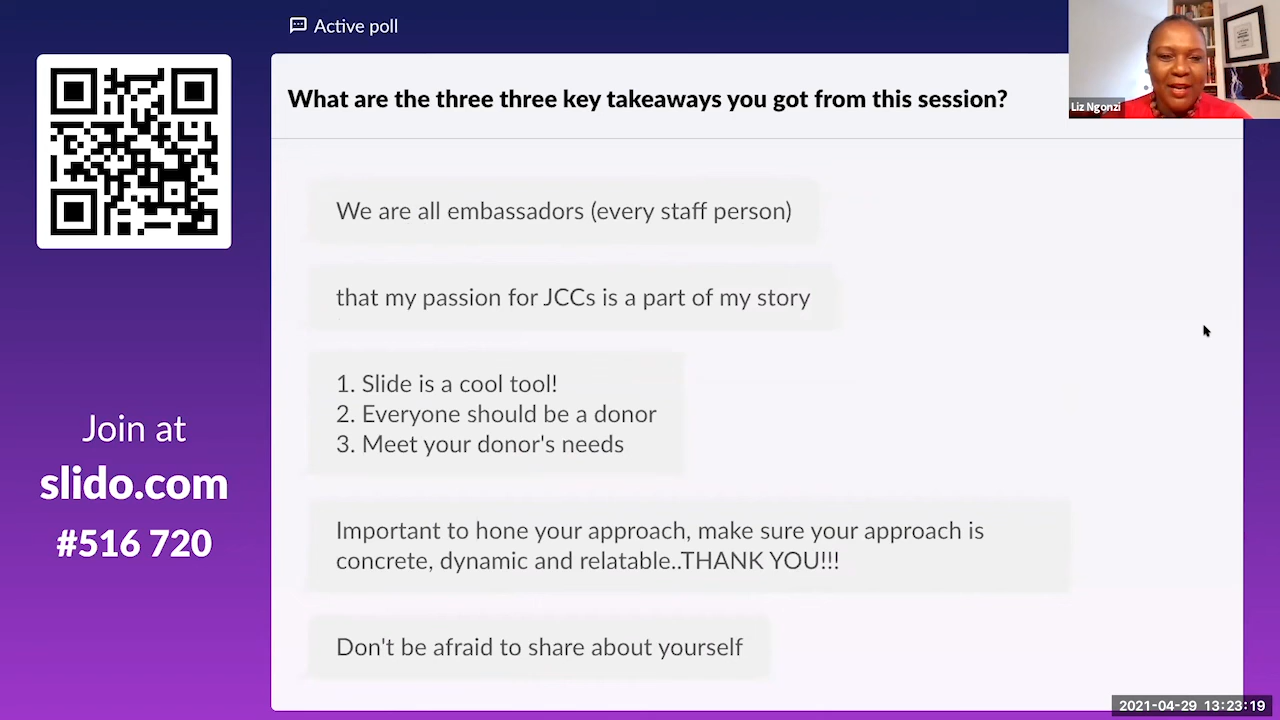 Active poll
What are the three three key takeaways you got from this session?
Liz Ngonzi
We are all embassadors (every staff person)
that my passion for JCCs is a part of my story
1. Slide is a cool tool!
2. Everyone should be a donor
3. Meet your donor's needs
Important to hone your approach, make sure your approach is
concrete, dynamic and relatable..THANK YOU!!!
Don't be afraid to share about yourself
Join at
slido.com
#516 720
2021-04-29 13:23:19